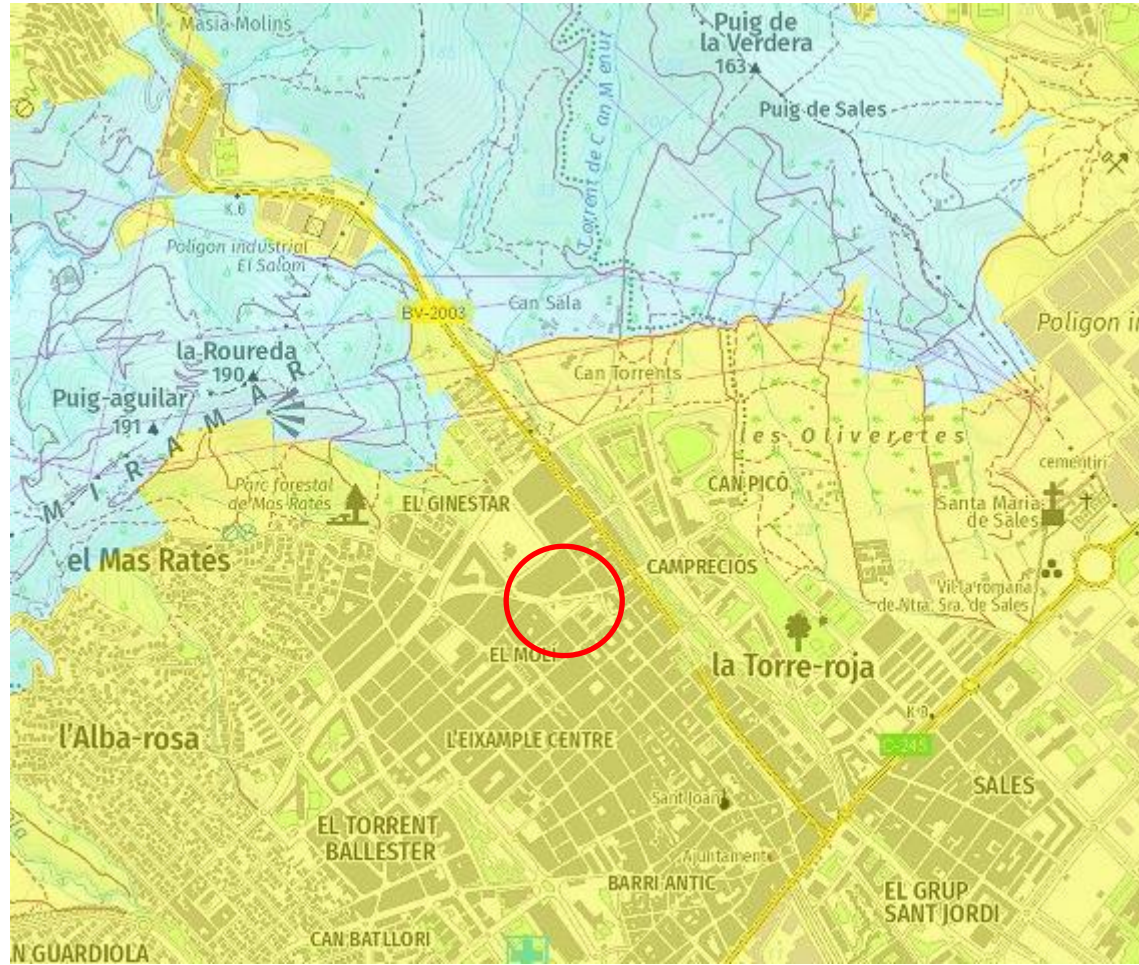 Masia Molins
Puig de
la Verdera
163
Puig de Sales
Torrent de Can Menut
K.6
Polígon industrial
El Salom
Can Sala
BV-2003
Polígon i
la Roureda
190
Can Torrents
Puig-aguilar
191
MIRAMAR
les Oliveretes
cementiri
Parc forestal
de Mas Ratés
EL GINESTAR
CAN PICÓ
Santa Maria
de Sales
el Mas Ratés
CAMPRECIÓS
Vil·la romana
de Ntra. Sra. de Sales
EL MOLÍ
la Torre-roja
l'Alba-rosa
L'EIXAMPLE CENTRE
K 8
C-245
SALES
Sant Joan
EL TORRENT
BALLESTER
Ajuntament
BARRI ANTIC
EL GRUP
SANT JORDI
CAN BATLLORI
N GUARDIOLA